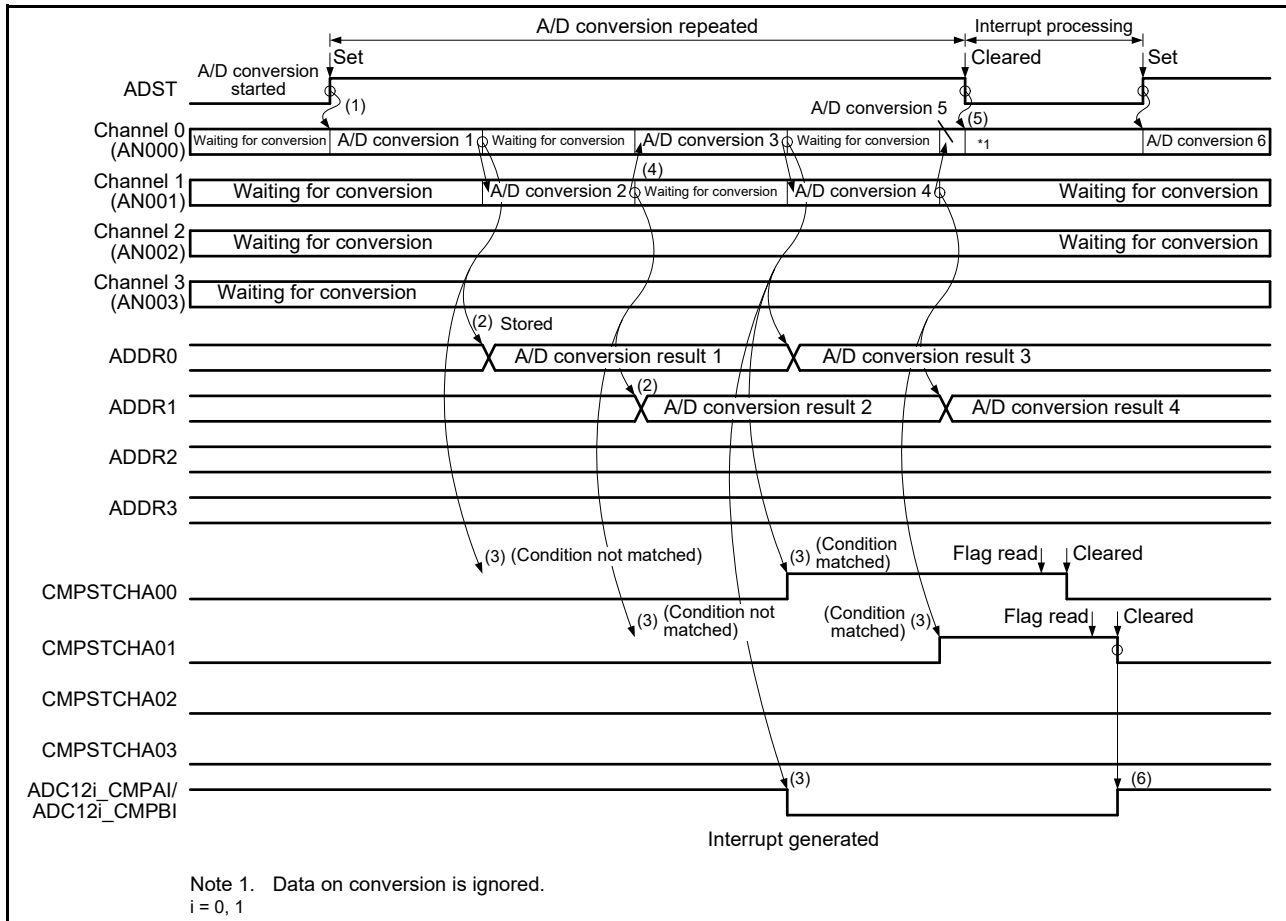 A/D conversion repeated
Interrupt processing
Set
Cleared
Set
A/D conversion
started
ADST
(1)
A/D conversion 5
(5)
Channel 0
(AN000)
Waiting for conversion
A/D conversion 1
Waiting for conversion
A/D conversion 3
Waiting for conversion
*1
A/D conversion 6
(4)
Channel 1
(AN001)
Waiting for conversion
A/D conversion 2
Waiting for conversion
A/D conversion 4
Waiting for conversion
Channel 2
(AN002)
Waiting for conversion
Waiting for conversion
Channel 3
(AN003)
Waiting for conversion
(2) Stored
ADDR0
A/D conversion result 1
A/D conversion result 3
(2)
ADDR1
A/D conversion result 2
A/D conversion result 4
ADDR2
ADDR3
(3) (Condition not matched)
(3) (Condition
matched)
Flag read
Cleared
CMPSTCHA00
(3) (Condition not
matched)
(Condition
matched) (3)
Flag read
Cleared
CMPSTCHA01
CMPSTCHA02
CMPSTCHA03
(3)
(6)
ADC12i_CMPAI/
ADC12i_CMPBI
Interrupt generated
Note 1. Data on conversion is ignored.
i = 0, 1